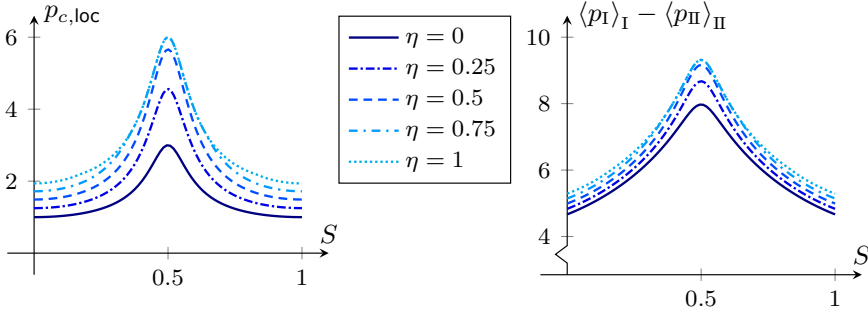 p_{c,loc}
6
4
2
0.5
1
S
η = 0
η = 0.25
η = 0.5
η = 0.75
η = 1
⟨p_I⟩_I − ⟨p_II⟩_II
10
8
6
4
0.5
1
S